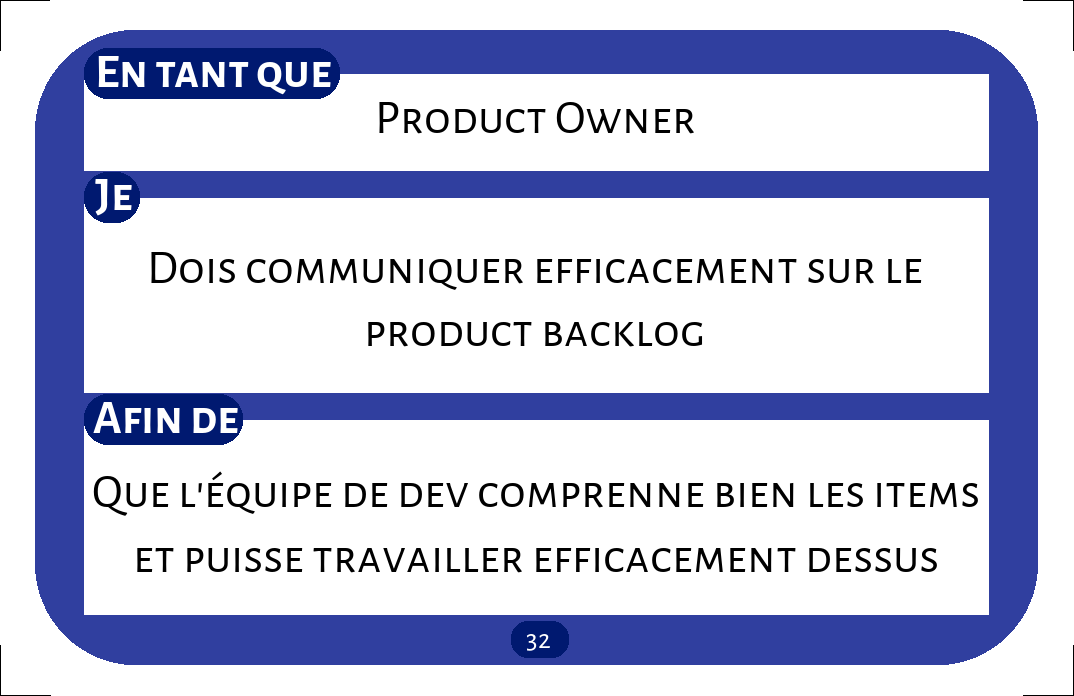 En tant que
Product Owner
Je
Dois communiquer efficacement sur le
product backlog
Afin de
Que l'équipe de dev comprenne bien les items
et puisse travailler efficacement dessus
32